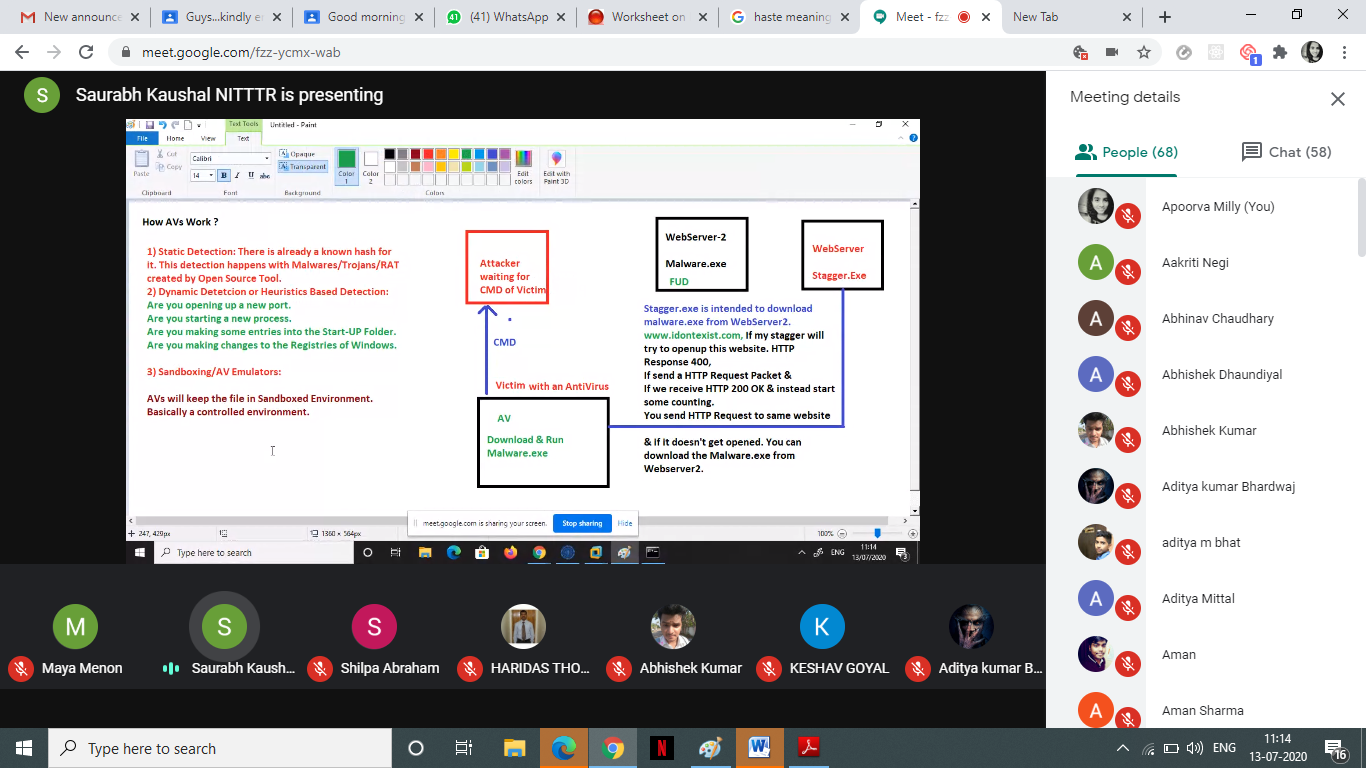 New announce
Guys...kindly e
Good morning
(41) WhatsApp
Worksheet on
haste meaning
Meet - fzz
New Tab
meet.google.com/fzz-ycmx-wab
1
S
Saurabh Kaushal NITTTR is presenting
Text Tools
Untitled - Paint
File
Home
View
Text
Paste
Cut
Copy
Clipboard
Calibri
14
B I U abc
Font
Opaque
Transparent
Background
Color 1
Color 2
Edit colors
Edit with Paint 3D
Colors
How AVs Work ?
1) Static Detection: There is already a known hash for
it. This detection happens with Malwares/Trojans/RAT
created by Open Source Tool.
2) Dynamic Detetcion or Heuristics Based Detection:
Are you opening up a new port.
Are you starting a new process.
Are you making some entries into the Start-UP Folder.
Are you making changes to the Registries of Windows.
3) Sandboxing/AV Emulators:
AVs will keep the file in Sandboxed Environment.
Basically a controlled environment.
Attacker
waiting for
CMD of Victim
CMD
Victim with an AntiVirus
AV
Download & Run
Malware.exe
WebServer-2
Malware.exe
FUD
WebServer
Stagger.Exe
Stagger.exe is intended to download
malware.exe from WebServer2.
www.idontexist.com, If my stagger will
try to openup this website. HTTP
Response 400,
If send a HTTP Request Packet &
If we receive HTTP 200 OK & instead start
some counting.
You send HTTP Request to same website
& if it doesn't get opened. You can
download the Malware.exe from
Webserver2.
meet.google.com is sharing your screen.
Stop sharing
Hide
247, 429px
1360 × 564px
100%
Type here to search
ENG
11:14
13/07/2020
3
M
Maya Menon
S
Saurabh Kaush...
S
Shilpa Abraham
HARIDAS THO...
Abhishek Kumar
K
KESHAV GOYAL
Aditya kumar B...
Meeting details
People (68)
Chat (58)
Apoorva Milly (You)
A
Aakriti Negi
A
Abhinav Chaudhary
A
Abhishek Dhaundiyal
Abhishek Kumar
Aditya kumar Bhardwaj
aditya m bhat
A
Aditya Mittal
Aman
A
Aman Sharma
Type here to search
N
W
ENG
11:14
13-07-2020
16